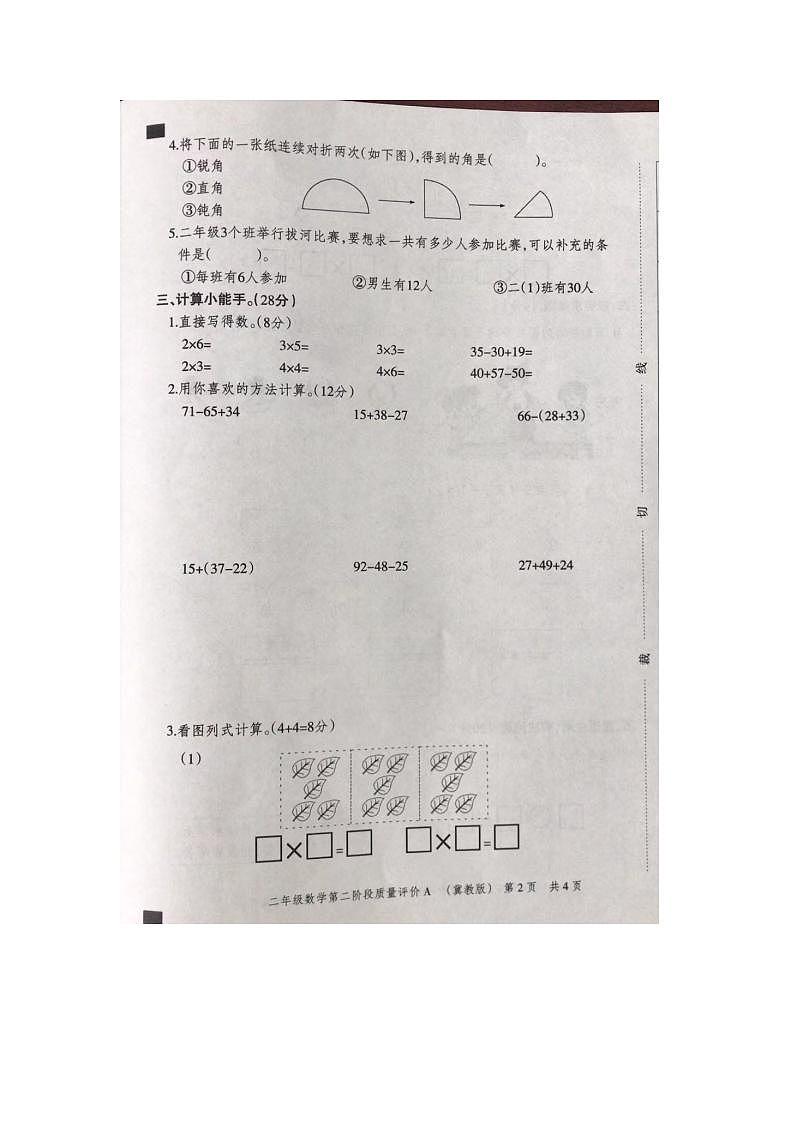 4.将下面的一张纸连续对折两次(如下图),得到的角是(　　)。
①锐角
②直角
③钝角
5.二年级3个班举行拔河比赛,要想求一共有多少人参加比赛,可以补充的条
件是(　　)。
①每班有6人参加　②男生有12人　③二(1)班有30人
三、计算小能手。(28分)
1.直接写得数。(8分)
2×6=　3×5=　3×3=　35-30+19=
2×3=　4×4=　4×6=　40+57-50=
2.用你喜欢的方法计算。(12分)
71-65+34　15+38-27　66-(28+33)
15+(37-22)　92-48-25　27+49+24
3.看图列式计算。(4+4=8分)
(1)
□×□=□　□×□=□
二年级数学第二阶段质量评价A　(冀教版)　第2页　共4页
线
切
裁